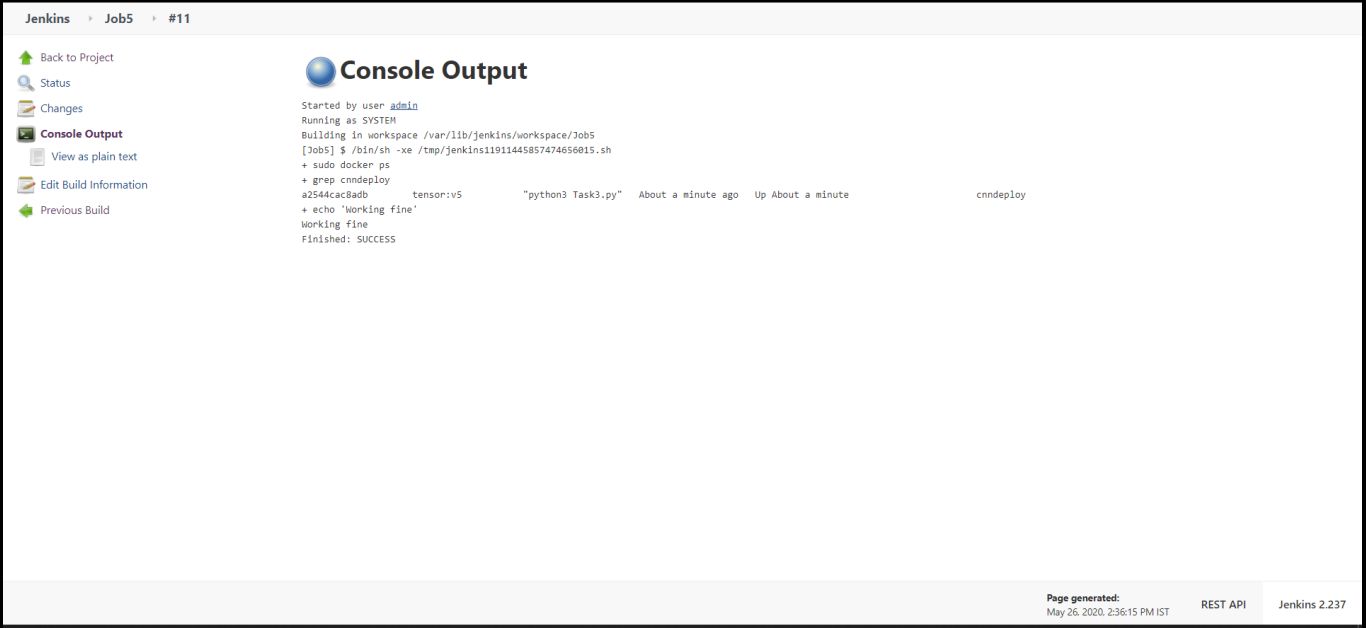 Jenkins Job5 #11
Back to Project
Status
Changes
Console Output
View as plain text
Edit Build Information
Previous Build
Console Output
Started by user admin
Running as SYSTEM
Building in workspace /var/lib/jenkins/workspace/Job5
[Job5] $ /bin/sh -xe /tmp/jenkins11911445857474656015.sh
+ sudo docker ps
+ grep cnndeploy
a2544cac8adb tensor:v5 "python3 Task3.py" About a minute ago Up About a minute cnndeploy
+ echo 'Working fine'
Working fine
Finished: SUCCESS
Page generated:
May 26, 2020, 2:36:15 PM IST
REST API
Jenkins 2.237